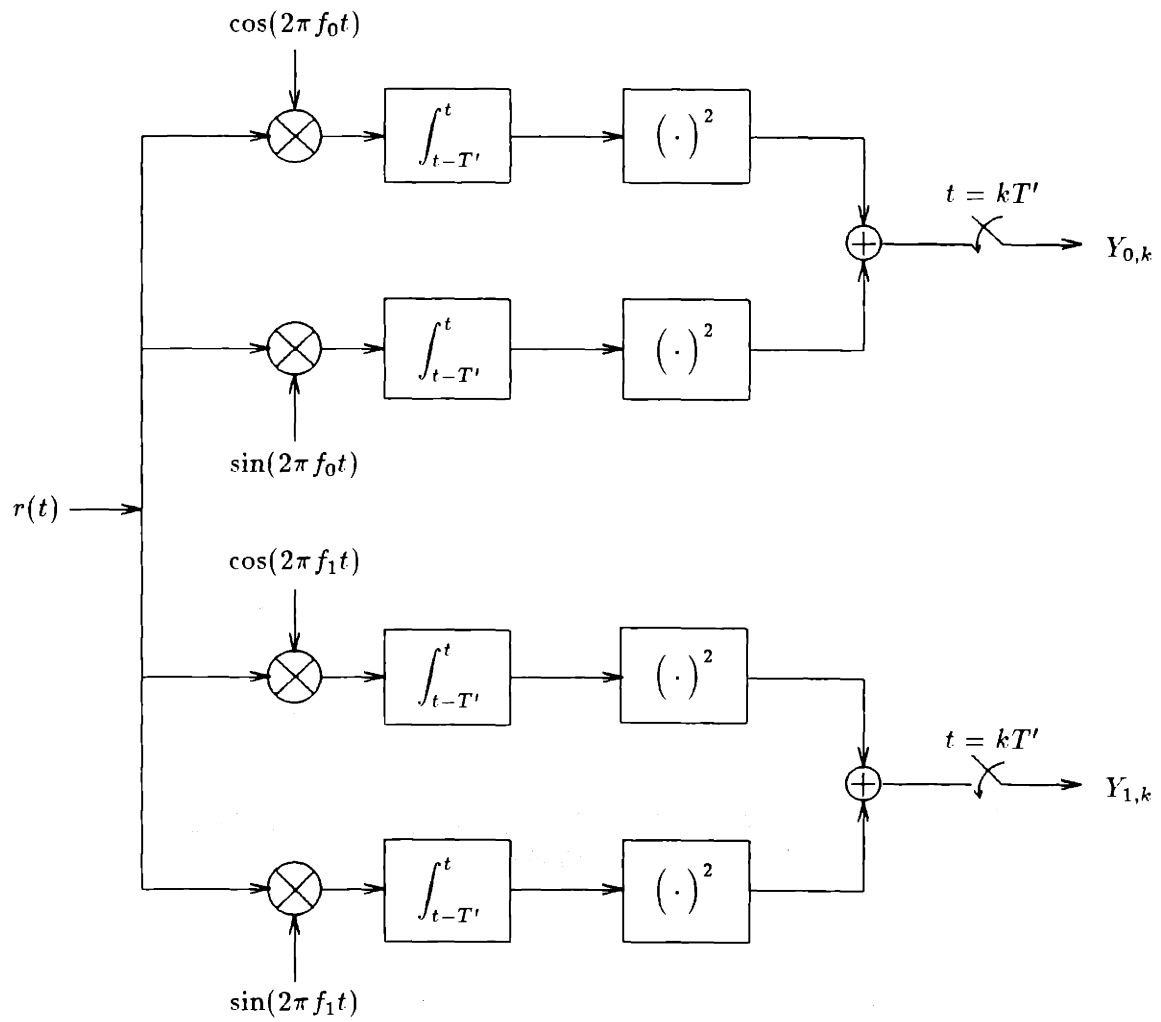 cos(2πf₀t)
∫ₜ₋T′ᵗ
(·)²
t = kT′
Y₀,ₖ
∫ₜ₋T′ᵗ
(·)²
sin(2πf₀t)
r(t)
cos(2πf₁t)
∫ₜ₋T′ᵗ
(·)²
t = kT′
Y₁,ₖ
∫ₜ₋T′ᵗ
(·)²
sin(2πf₁t)